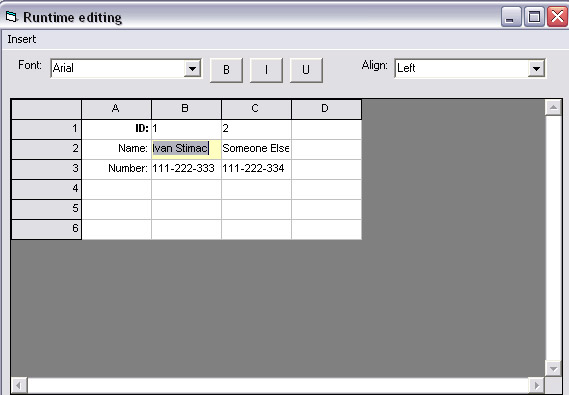 Runtime editing
Insert
Font: Arial B I U Align: Left
A B C D
1 ID: 1 2
2 Name: Ivan Stimac Someone Else
3 Number: 111-222-333 111-222-334
4
5
6